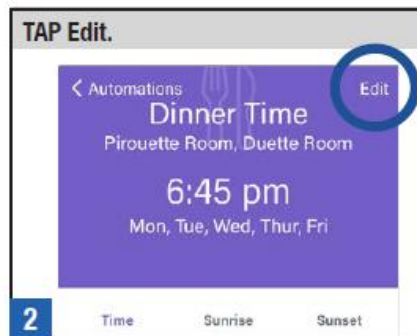 TAP Edit.
< Automations Edit
Dinner Time
Pirouette Room, Duette Room
6:45 pm
Mon, Tue, Wed, Thur, Fri
Time Sunrise Sunset
2